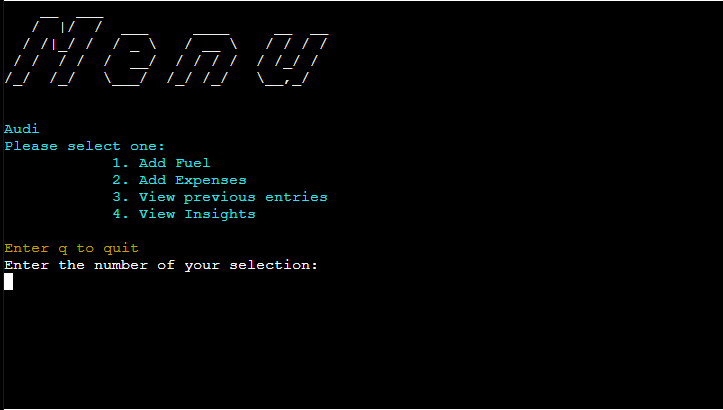 Menu
Audi
Please select one:
1. Add Fuel
2. Add Expenses
3. View previous entries
4. View Insights
Enter q to quit
Enter the number of your selection: